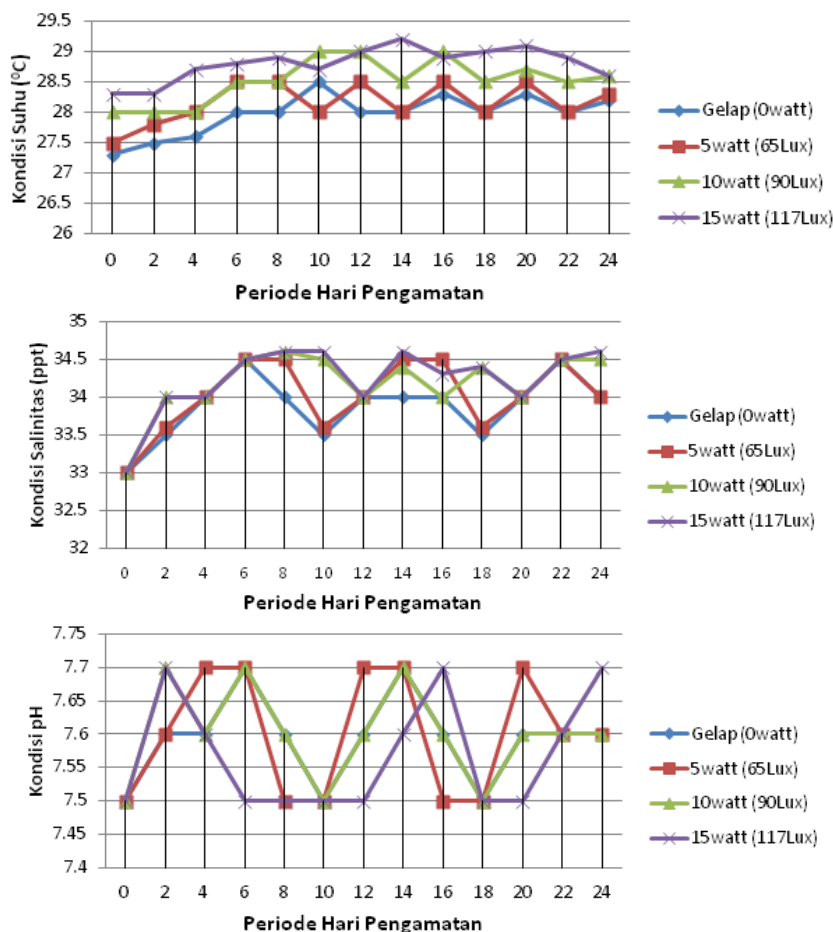 Kondisi Suhu (⁰C)
29.5
29
28.5
28
27.5
27
26.5
26
0 2 4 6 8 10 12 14 16 18 20 22 24
Periode Hari Pengamatan
Gelap (0watt)
5watt (65Lux)
10watt (90Lux)
15watt (117Lux)
Kondisi Salinitas (ppt)
35
34.5
34
33.5
33
32.5
32
0 2 4 6 8 10 12 14 16 18 20 22 24
Periode Hari Pengamatan
Gelap (0watt)
5watt (65Lux)
10watt (90Lux)
15watt (117Lux)
Kondisi pH
7.75
7.7
7.65
7.6
7.55
7.5
7.45
7.4
0 2 4 6 8 10 12 14 16 18 20 22 24
Periode Hari Pengamatan
Gelap (0watt)
5watt (65Lux)
10watt (90Lux)
15watt (117Lux)